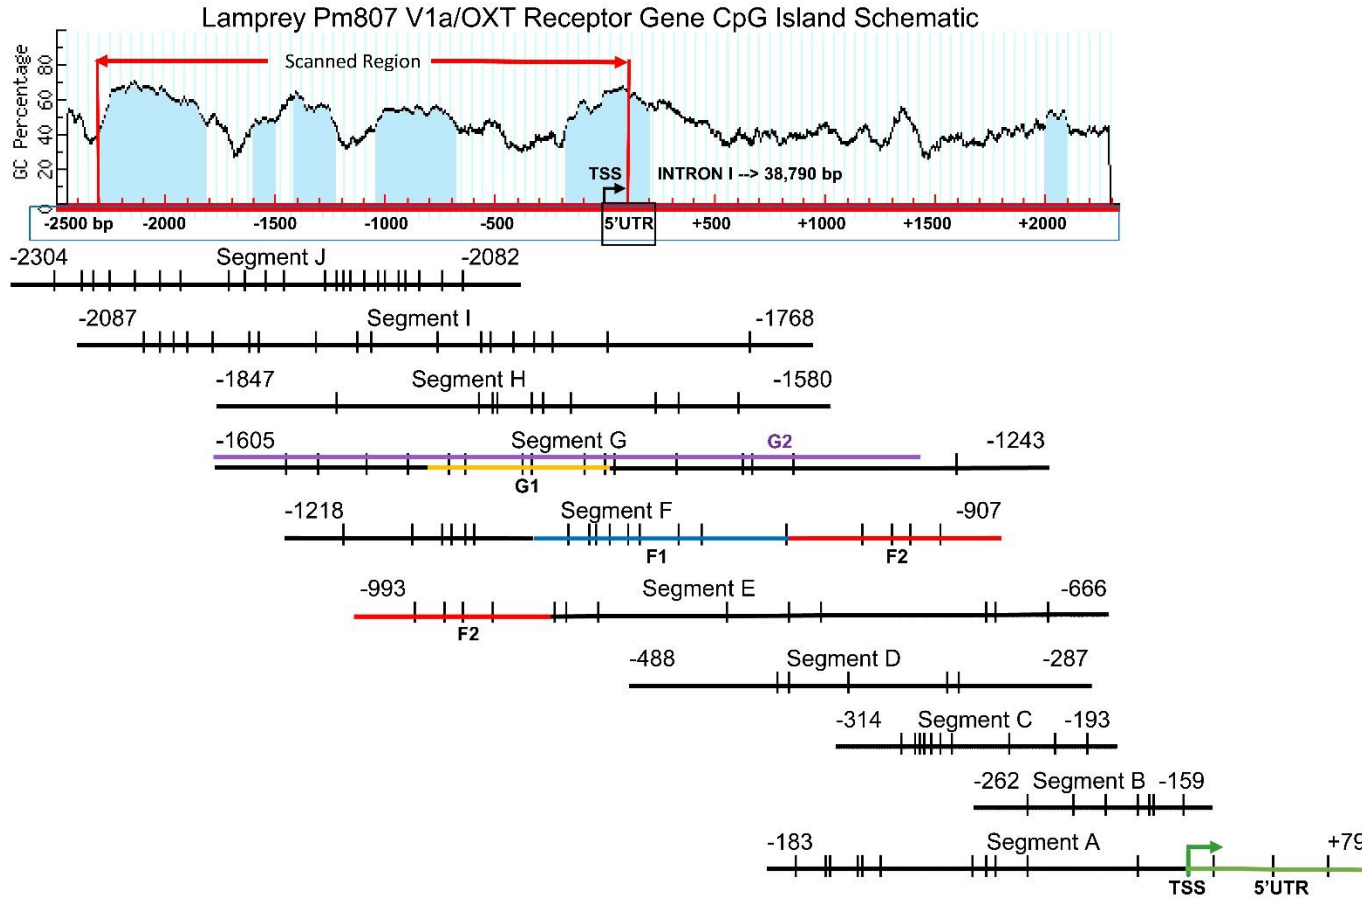 Lamprey Pm807 V1a/OXT Receptor Gene CpG Island Schematic
GC Percentage
80
60
40
20
0
Scanned Region
TSS
INTRON I --> 38,790 bp
-2500 bp -2000 -1500 -1000 -500 5'UTR +500 +1000 +1500 +2000
-2304 Segment J -2082
-2087 Segment I -1768
-1847 Segment H -1580
-1605 Segment G G2 -1243
G1
-1218 Segment F -907
F1 F2
-993 Segment E -666
F2
-488 Segment D -287
-314 Segment C -193
-262 Segment B -159
-183 Segment A +79
TSS 5'UTR